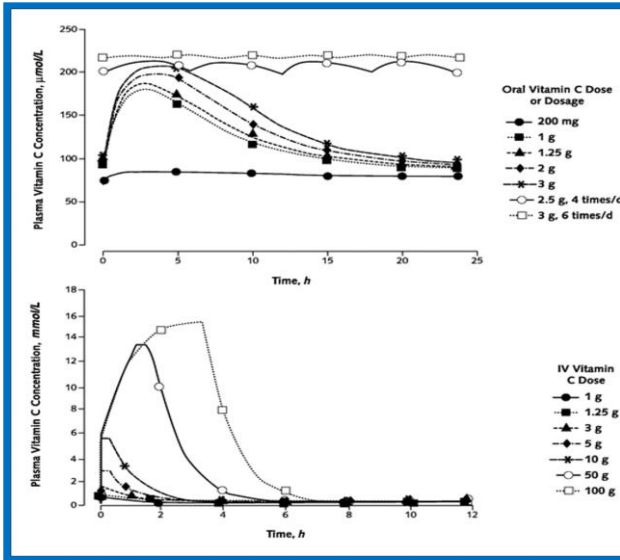 Plasma Vitamin C Concentration, μmol/L
250
200
150
100
50
0
0
5
10
15
20
25
Time, h
Oral Vitamin C Dose
or Dosage
200 mg
1 g
1.25 g
2 g
3 g
2.5 g, 4 times/d
3 g, 6 times/d
Plasma Vitamin C Concentration, mmol/L
18
16
14
12
10
8
6
4
2
0
0
2
4
6
8
10
12
Time, h
IV Vitamin
C Dose
1 g
1.25 g
3 g
5 g
10 g
50 g
100 g